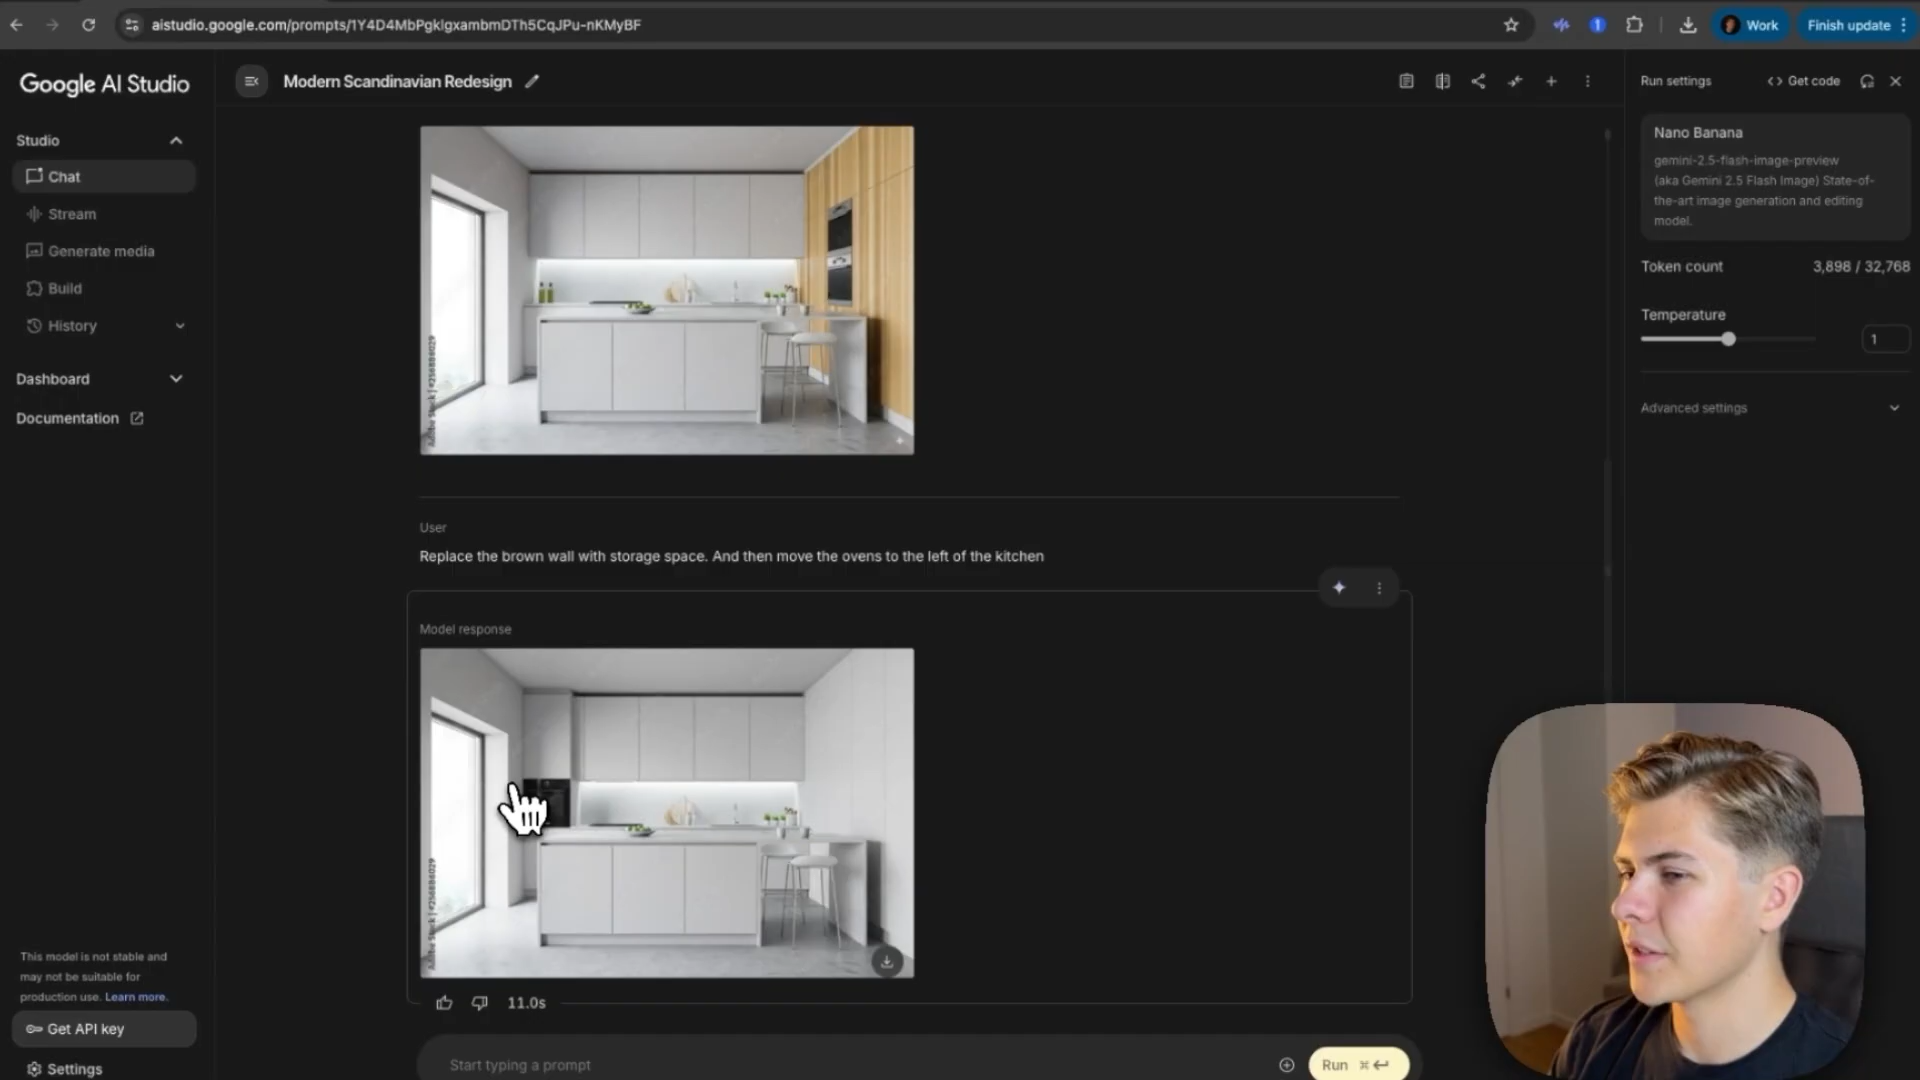 aistudio.google.com/prompts/1Y4D4MbPgkIgxambmDTh5CqJPu-nKMyBF
Work
Finish update
Google AI Studio
Modern Scandinavian Redesign
Run settings
<> Get code
Studio
Chat
Stream
Generate media
Build
History
Dashboard
Documentation
Nano Banana
gemini-2.5-flash-image-preview
(aka Gemini 2.5 Flash Image) State-of-
the-art image generation and editing
model.
Token count
3,898 / 32,768
Temperature
1
Advanced settings
User
Replace the brown wall with storage space. And then move the ovens to the left of the kitchen
Model response
11.0s
This model is not stable and
may not be suitable for
production use. Learn more.
Get API key
Settings
Start typing a prompt
Run ⌘ ↵